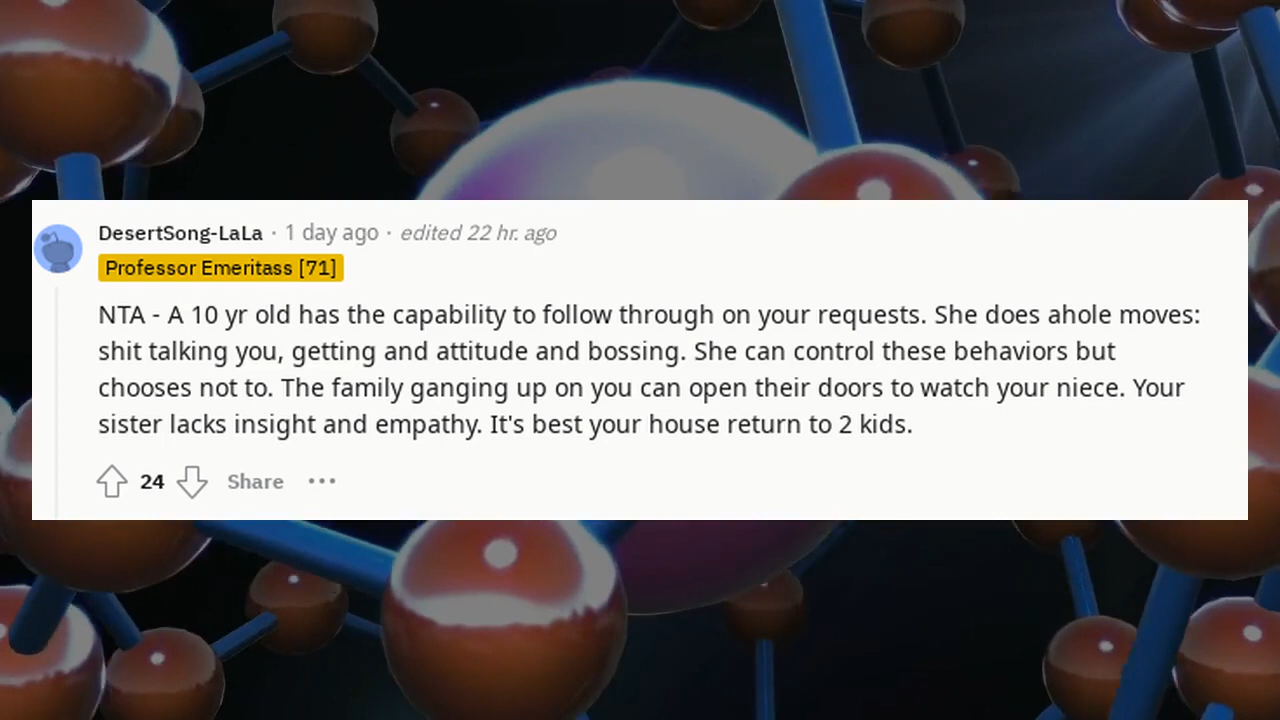 DesertSong-LaLa · 1 day ago · edited 22 hr. ago
Professor Emeritass [71]
NTA - A 10 yr old has the capability to follow through on your requests. She does ahole moves:
shit talking you, getting and attitude and bossing. She can control these behaviors but
chooses not to. The family ganging up on you can open their doors to watch your niece. Your
sister lacks insight and empathy. It's best your house return to 2 kids.
24 Share